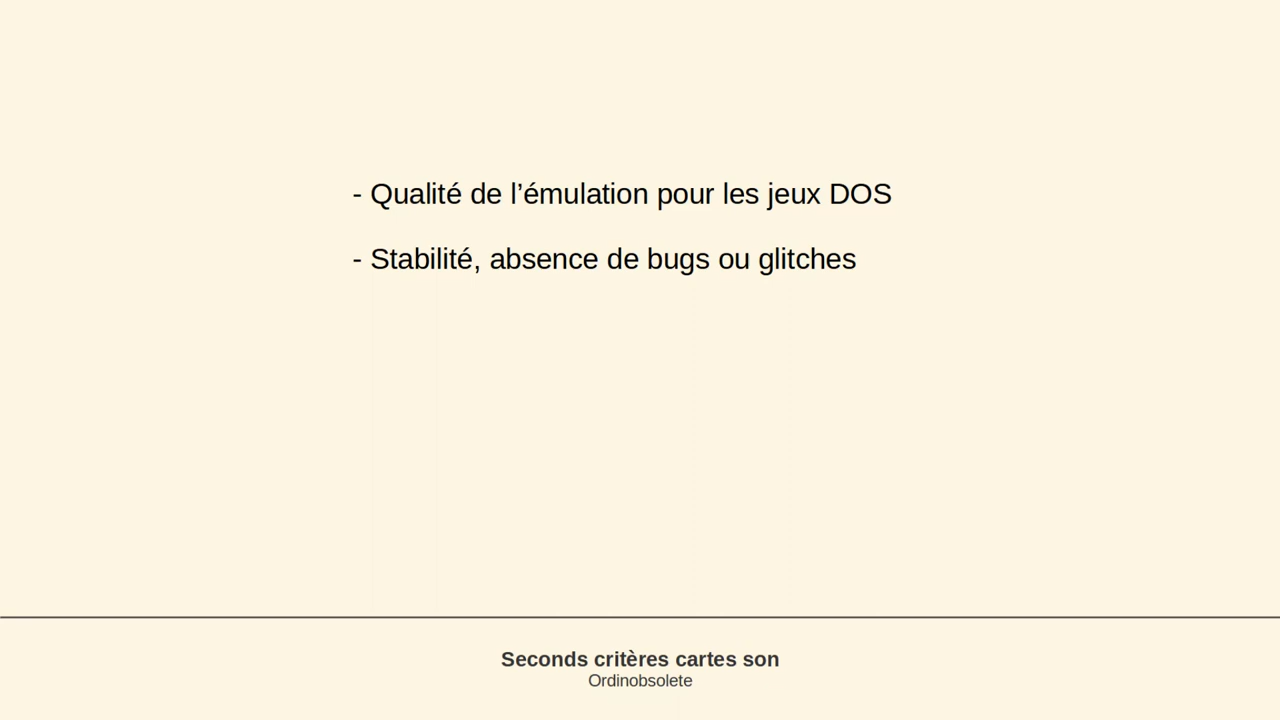 - Qualité de l’émulation pour les jeux DOS
- Stabilité, absence de bugs ou glitches
Seconds critères cartes son
Ordinobsolete